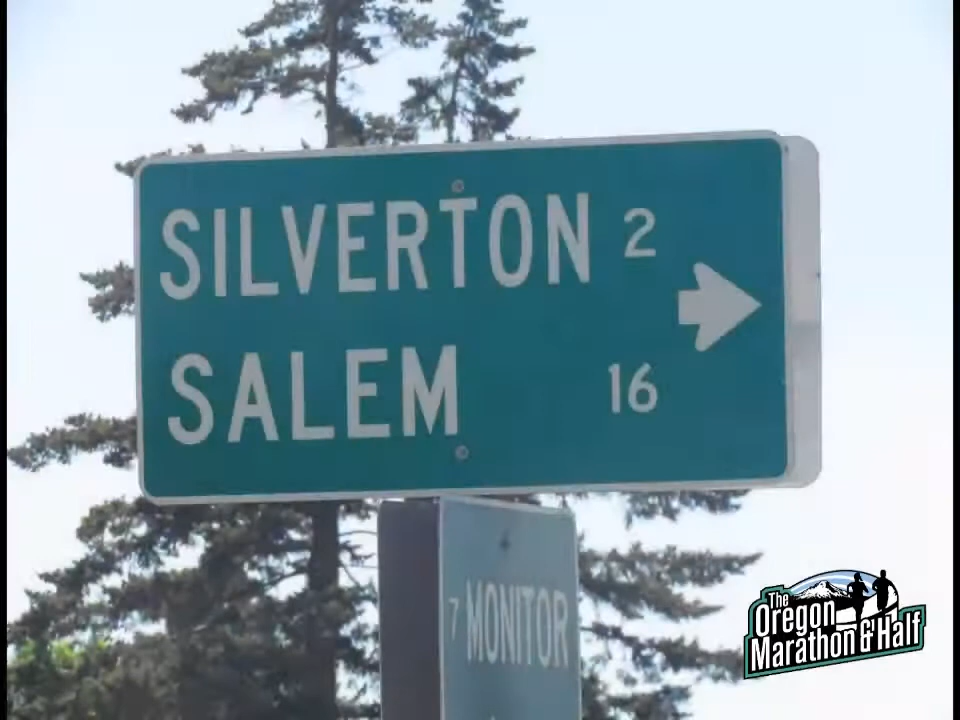 SILVERTON 2
SALEM 16
7 MONITOR
The
Oregon
Marathon & Half